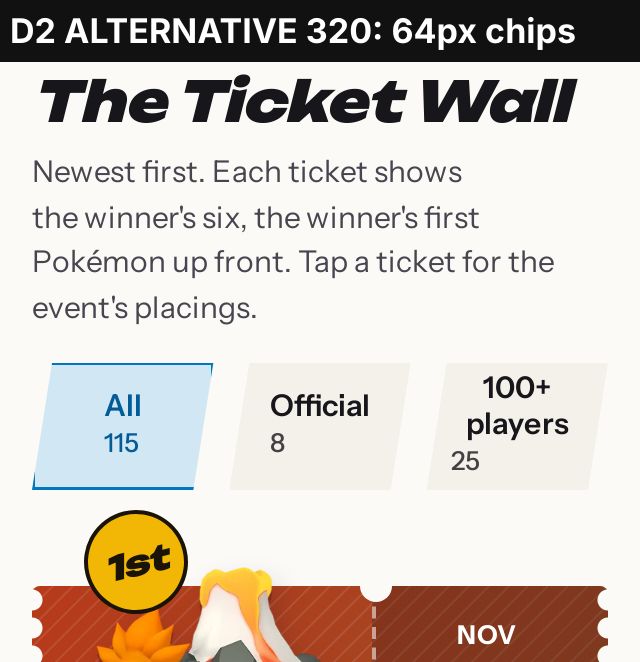 D2 ALTERNATIVE 320: 64px chips
The Ticket Wall
Newest first. Each ticket shows
the winner's six, the winner's first
Pokémon up front. Tap a ticket for the
event's placings.
All
115
Official
8
100+
players
25
1st
NOV